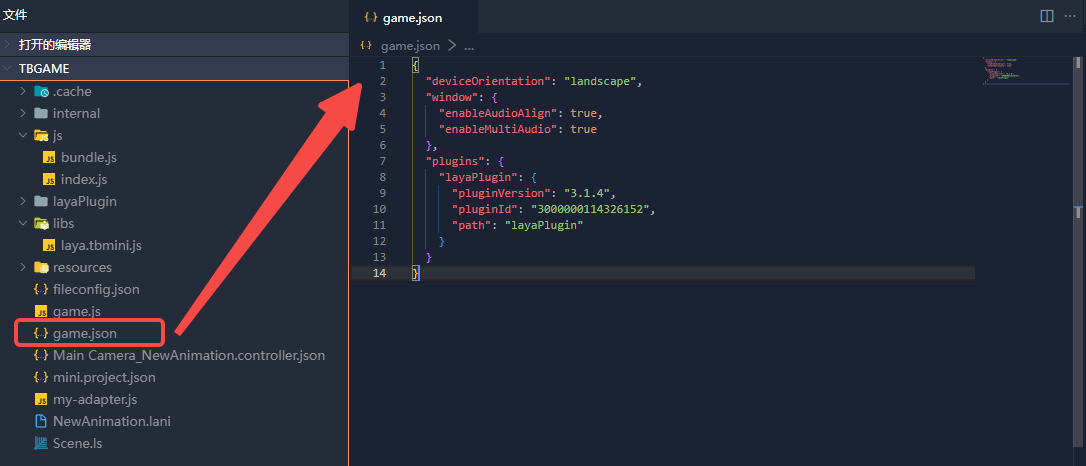 文件
打开的编辑器
TBGAME
.cache
internal
js
bundle.js
index.js
layaPlugin
libs
laya.tbmini.js
resources
fileconfig.json
game.js
game.json
Main Camera_NewAnimation.controller.json
mini.project.json
my-adapter.js
NewAnimation.lani
Scene.ls
game.json
game.json > ...
1 {
2 "deviceOrientation": "landscape",
3 "window": {
4 "enableAudioAlign": true,
5 "enableMultiAudio": true
6 },
7 "plugins": {
8 "layaPlugin": {
9 "pluginVersion": "3.1.4",
10 "pluginId": "3000000114326152",
11 "path": "layaPlugin"
12 }
13 }
14 }